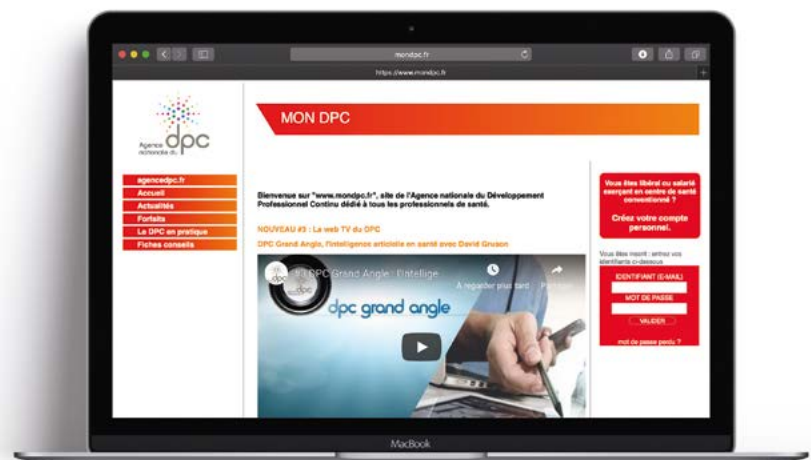 mondpc.fr
https://www.mondpc.fr
Agence
nationale du
dpc
MON DPC
agencedpc.fr
Accueil
Actualités
Forfaits
Le DPC en pratique
Fiches conseils
Bienvenue sur "www.mondpc.fr", site de l'Agence nationale du Développement
Professionnel Continu dédié à tous les professionnels de santé.
NOUVEAU #3 : La web TV du DPC
DPC Grand Angle, l'intelligence articielle en santé avec David Gruson
#3 DPC Grand Angle : l'intellige
À regarder plus tard
dpc grand angle
Vous êtes libéral ou salarié
exerçant en centre de santé
conventionné ?
Créez votre compte
personnel.
Vous êtes inscrit : entrez vos
identifiants ci-dessous
IDENTIFIANT (E-MAIL)
MOT DE PASSE
VALIDER
mot de passe perdu ?
MacBook